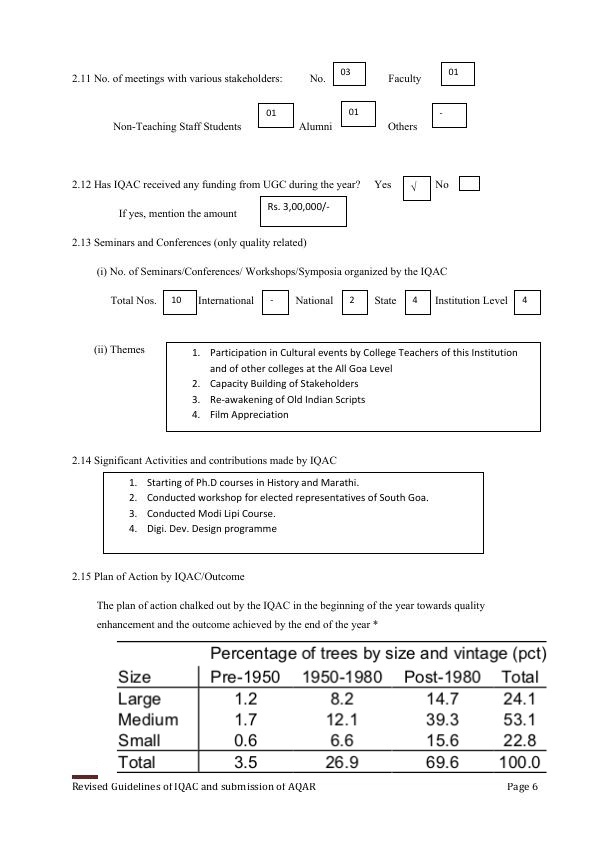 2.11 No. of meetings with various stakeholders: No. 03 Faculty 01
Non-Teaching Staff Students 01 Alumni 01 Others -
2.12 Has IQAC received any funding from UGC during the year? Yes √ No
If yes, mention the amount Rs. 3,00,000/-
2.13 Seminars and Conferences (only quality related)
(i) No. of Seminars/Conferences/ Workshops/Symposia organized by the IQAC
Total Nos. 10 International - National 2 State 4 Institution Level 4
(ii) Themes 1. Participation in Cultural events by College Teachers of this Institution
and of other colleges at the All Goa Level
2. Capacity Building of Stakeholders
3. Re-awakening of Old Indian Scripts
4. Film Appreciation
2.14 Significant Activities and contributions made by IQAC
1. Starting of Ph.D courses in History and Marathi.
2. Conducted workshop for elected representatives of South Goa.
3. Conducted Modi Lipi Course.
4. Digi. Dev. Design programme
2.15 Plan of Action by IQAC/Outcome
The plan of action chalked out by the IQAC in the beginning of the year towards quality
enhancement and the outcome achieved by the end of the year *
Percentage of trees by size and vintage (pct)
Size Pre-1950 1950-1980 Post-1980 Total
Large 1.2 8.2 14.7 24.1
Medium 1.7 12.1 39.3 53.1
Small 0.6 6.6 15.6 22.8
Total 3.5 26.9 69.6 100.0
Revised Guidelines of IQAC and submission of AQAR Page 6